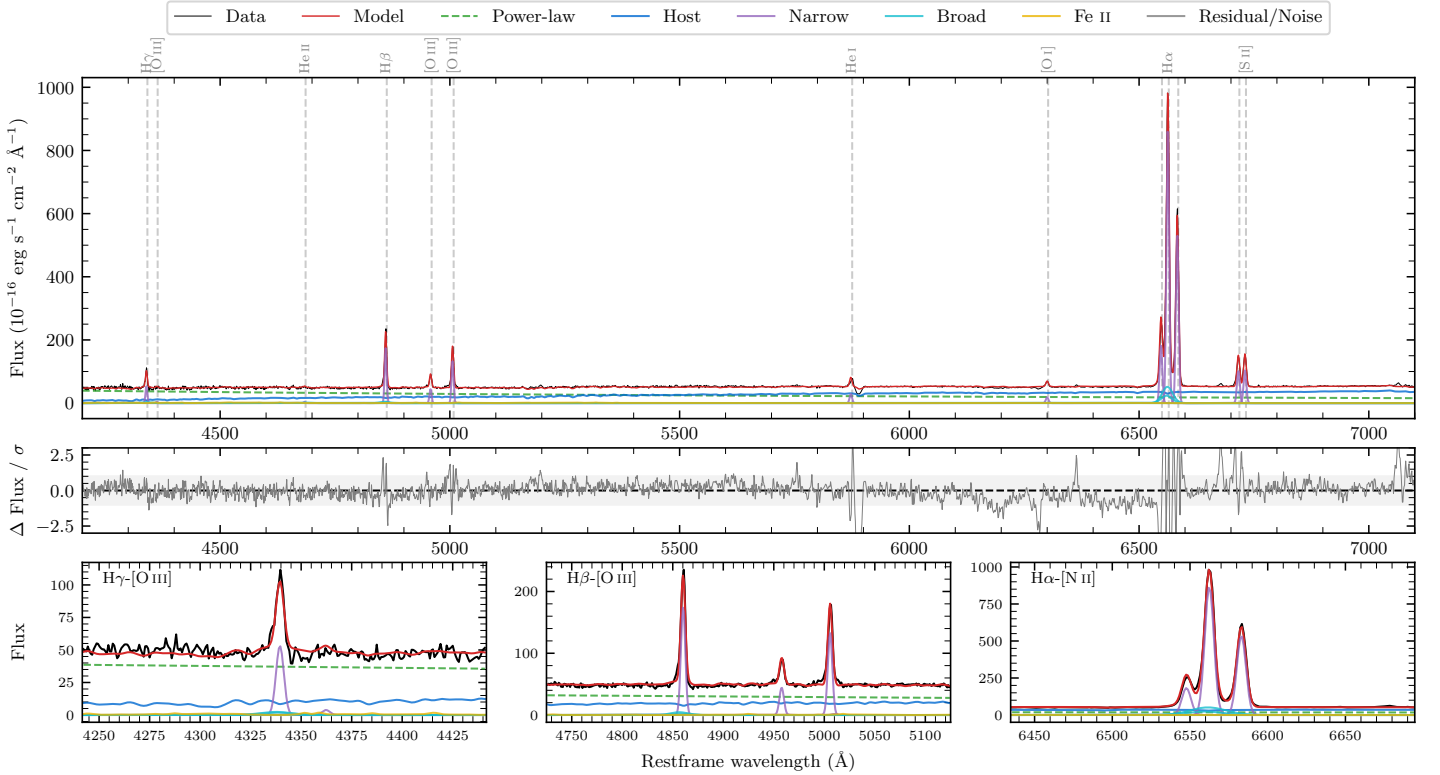 Data Model Power-law Host Narrow Broad Fe II Residual/Noise
Hγ [O III] He II Hβ [O III] [O III] He I [O I] Hα [S II]
Flux (10⁻¹⁶ erg s⁻¹ cm⁻² Å⁻¹)
1000
800
600
400
200
0
4500 5000 5500 6000 6500 7000
Δ Flux / σ
2.5
0.0
−2.5
4500 5000 5500 6000 6500 7000
Flux
Hγ-[O III]
100
75
50
25
0
4250 4275 4300 4325 4350 4375 4400 4425
Hβ-[O III]
200
100
0
4750 4800 4850 4900 4950 5000 5050 5100
Hα-[N II]
1000
750
500
250
0
6450 6500 6550 6600 6650
Restframe wavelength (Å)